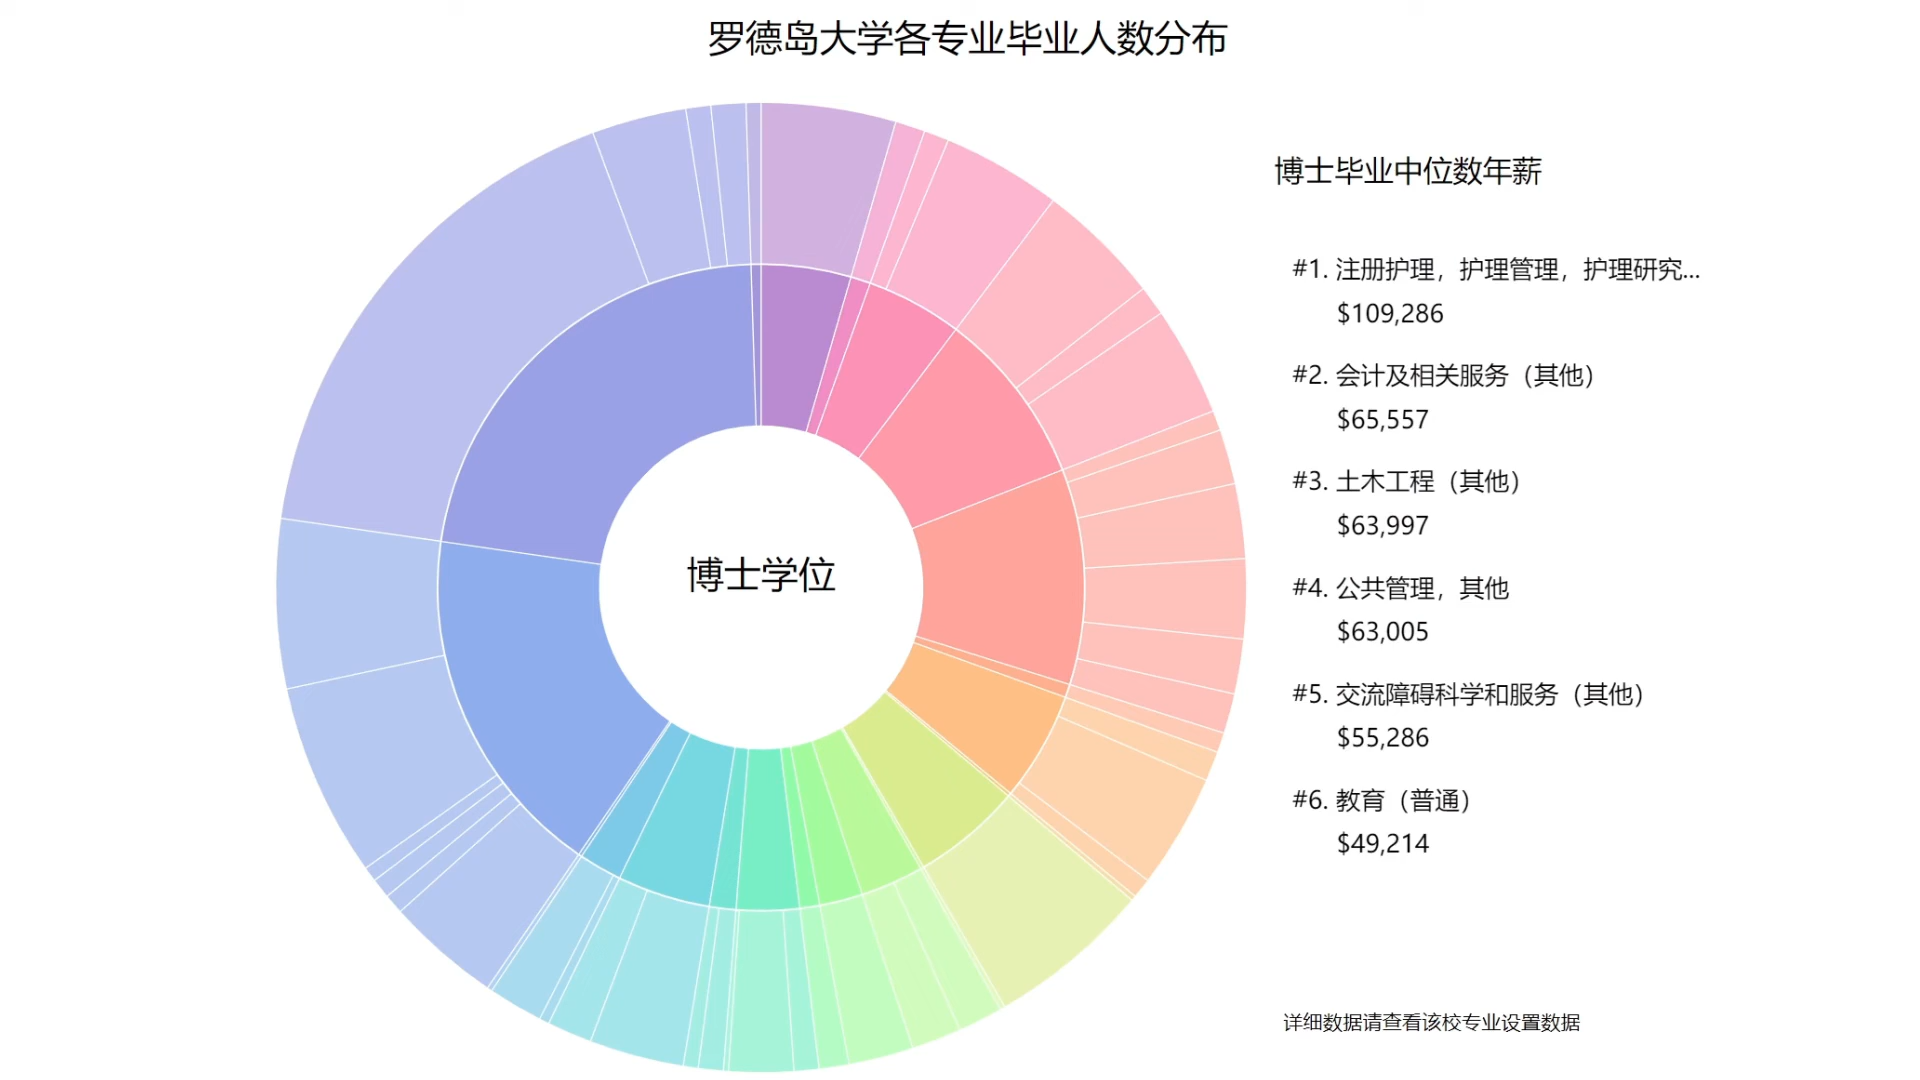 罗德岛大学各专业毕业人数分布
博士学位
博士毕业中位数年薪
#1. 注册护理，护理管理，护理研究...
$109,286
#2. 会计及相关服务（其他）
$65,557
#3. 土木工程（其他）
$63,997
#4. 公共管理，其他
$63,005
#5. 交流障碍科学和服务（其他）
$55,286
#6. 教育（普通）
$49,214
详细数据请查看该校专业设置数据